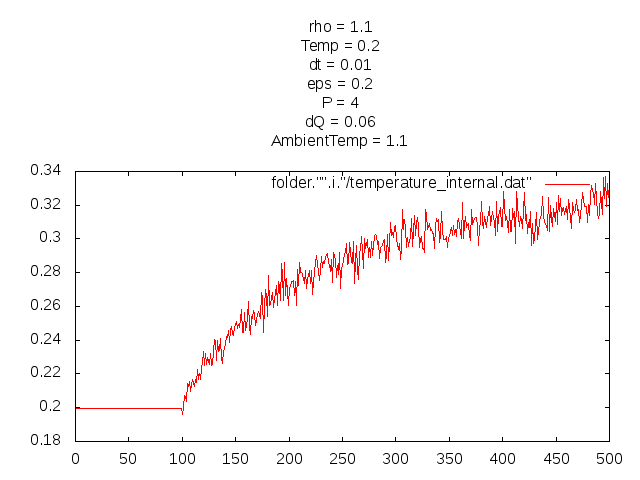 rho = 1.1
Temp = 0.2
dt = 0.01
eps = 0.2
P = 4
dQ = 0.06
AmbientTemp = 1.1
folder."".i."/temperature_internal.dat"
0.34
0.32
0.3
0.28
0.26
0.24
0.22
0.2
0.18
0 50 100 150 200 250 300 350 400 450 500